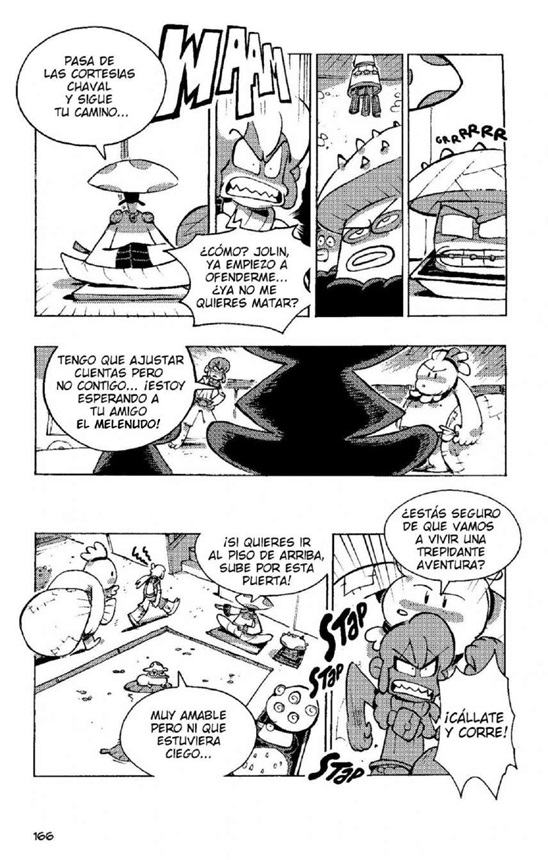 PASA DE
LAS CORTESIAS
CHAVAL
Y SIGUE
TU CAMINO...
WAAM
¿CÓMO? JOLIN,
YA EMPIEZO A
OFENDERME...
¿YA NO ME
QUIERES MATAR?
GRRRRRR
TENGO QUE AJUSTAR
CUENTAS PERO
NO CONTIGO... ¡ESTOY
ESPERANDO A
TU AMIGO
EL MELENUDO!
¡SI QUIERES IR
AL PISO DE ARRIBA,
SUBE POR ESTA
PUERTA!
MUY AMABLE
PERO NI QUE
ESTUVIERA
CIEGO...
¿ESTÁS SEGURO
DE QUE VAMOS
A VIVIR UNA
TREPIDANTE
AVENTURA?
STAP
STAP
STAP
¡CÁLLATE
Y CORRE!
166